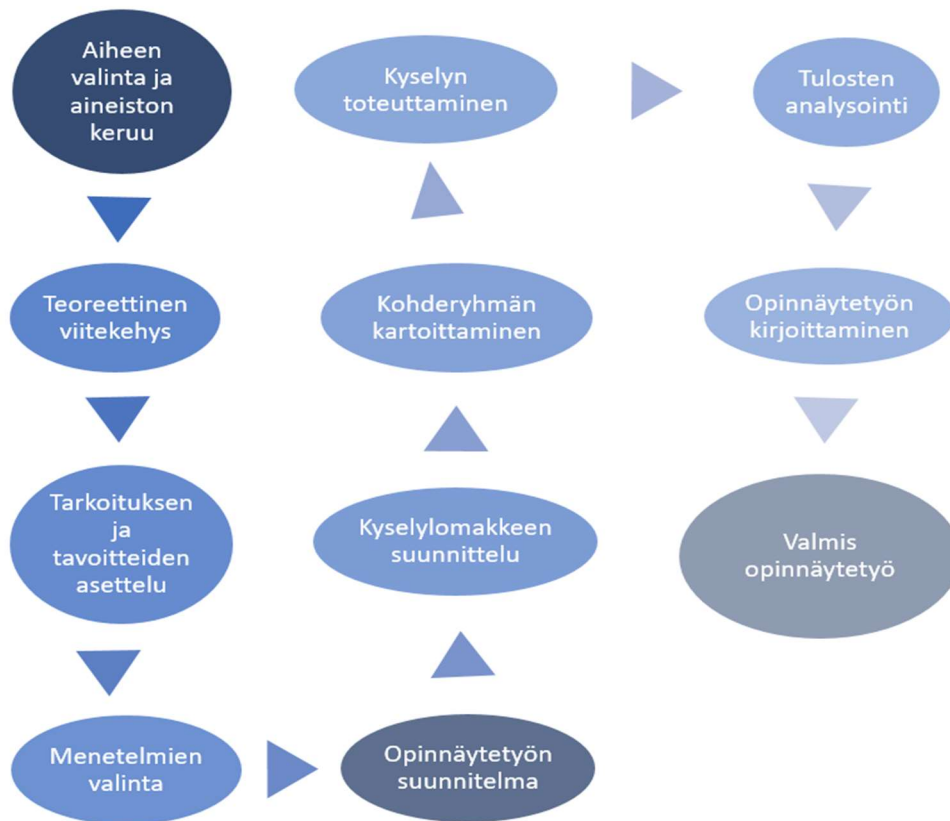 Aiheen
valinta ja
aineiston
keruu
Teoreettinen
viitekehys
Tarkoituksen
ja
tavoitteiden
asettelu
Menetelmien
valinta
Opinnäytetyön
suunnitelma
Kyselylomakkeen
suunnittelu
Kohderyhmän
kartoittaminen
Kyselyn
toteuttaminen
Tulosten
analysointi
Opinnäytetyön
kirjoittaminen
Valmis
opinnäytetyö